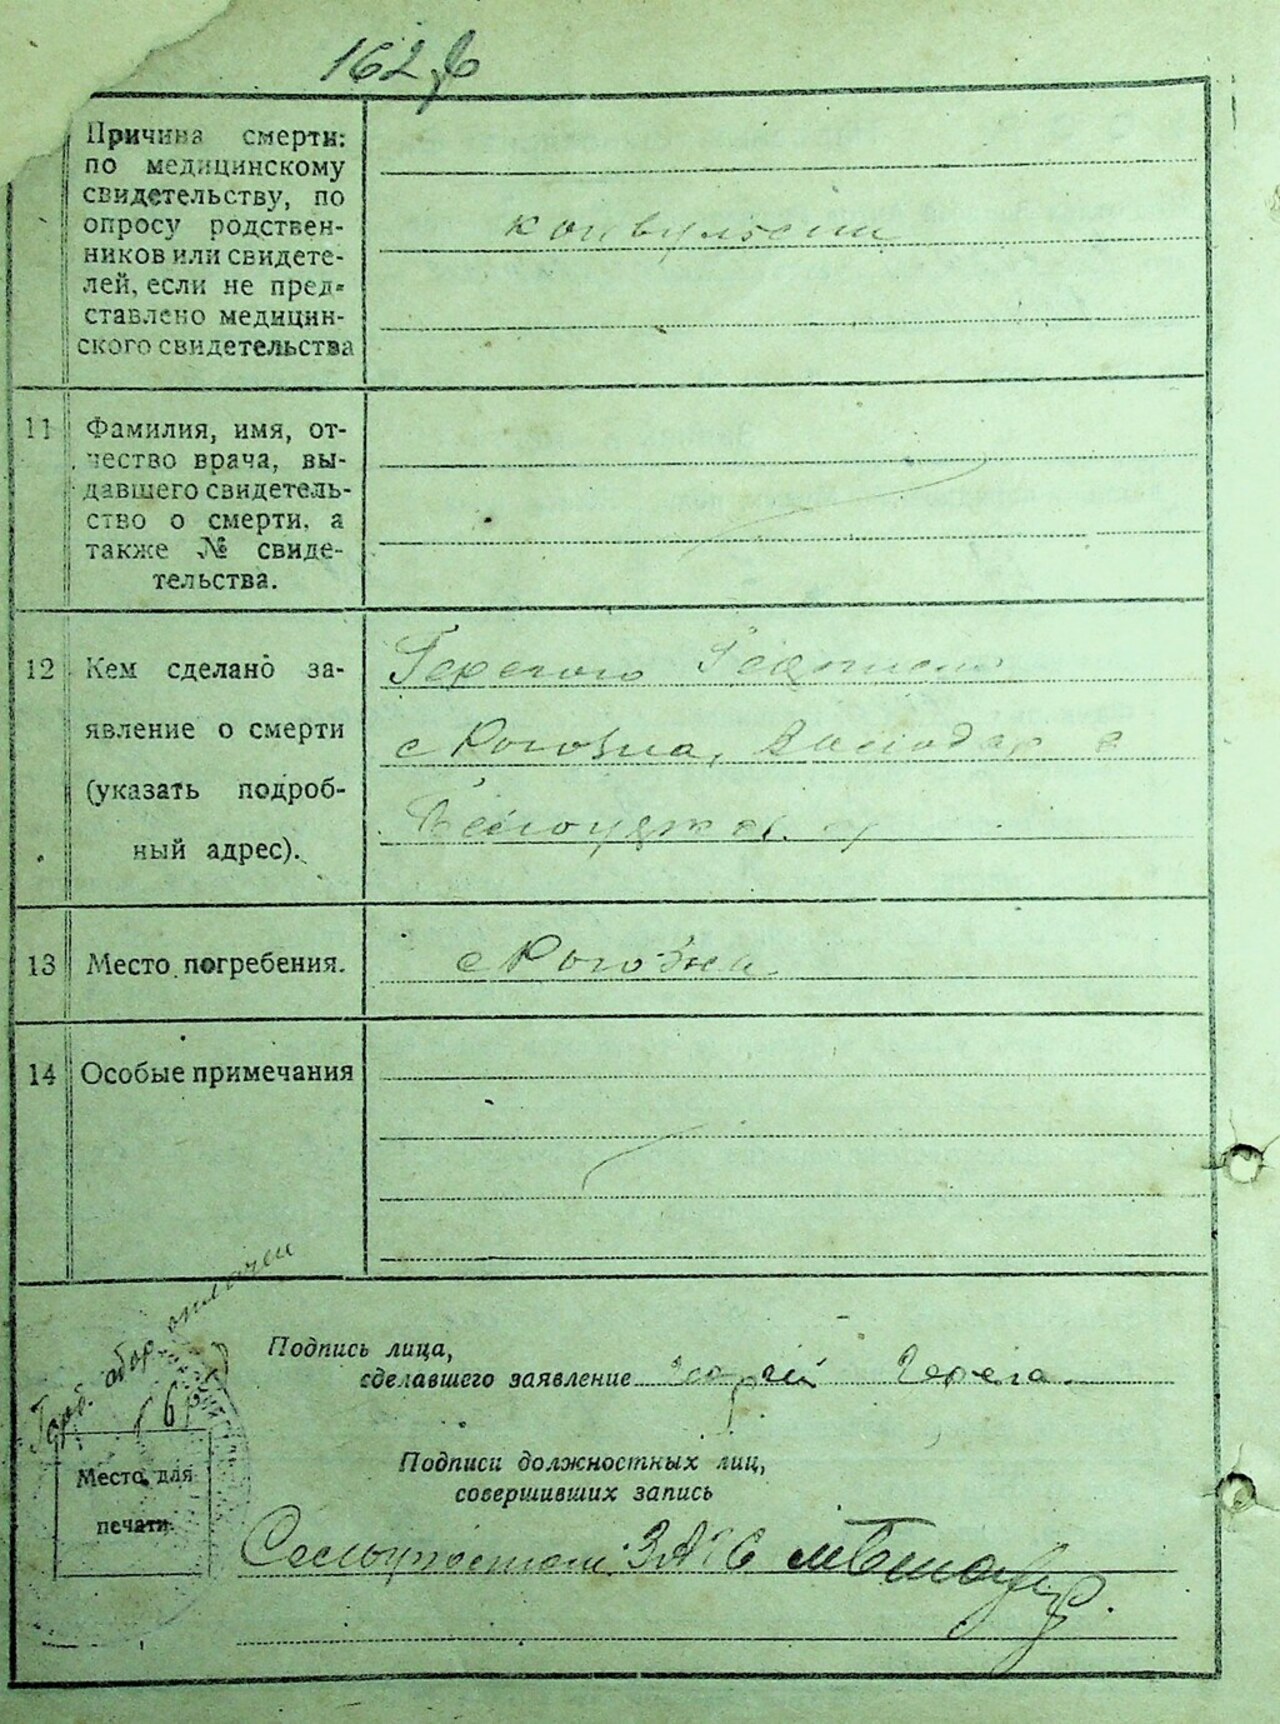 162
Причина смерти:
по медицинскому
свидетельству, по
опросу родствен-
ников или свидете-
лей, если не пред-
ставлено медицин-
ского свидетельства
конвульсии
11
Фамилия, имя, от-
чество врача, вы-
давшего свидетель-
ство о смерти, а
также № свиде-
тельства.
12
Кем сделано за-
явление о смерти
(указать подроб-
ный адрес).
с Рогозна,
13
Место погребения.
с Рогозна
14
Особые примечания
Подпись лица,
сделавшего заявление
Подписи должностных лиц,
совершивших запись
ЗАГС
Место для
печати